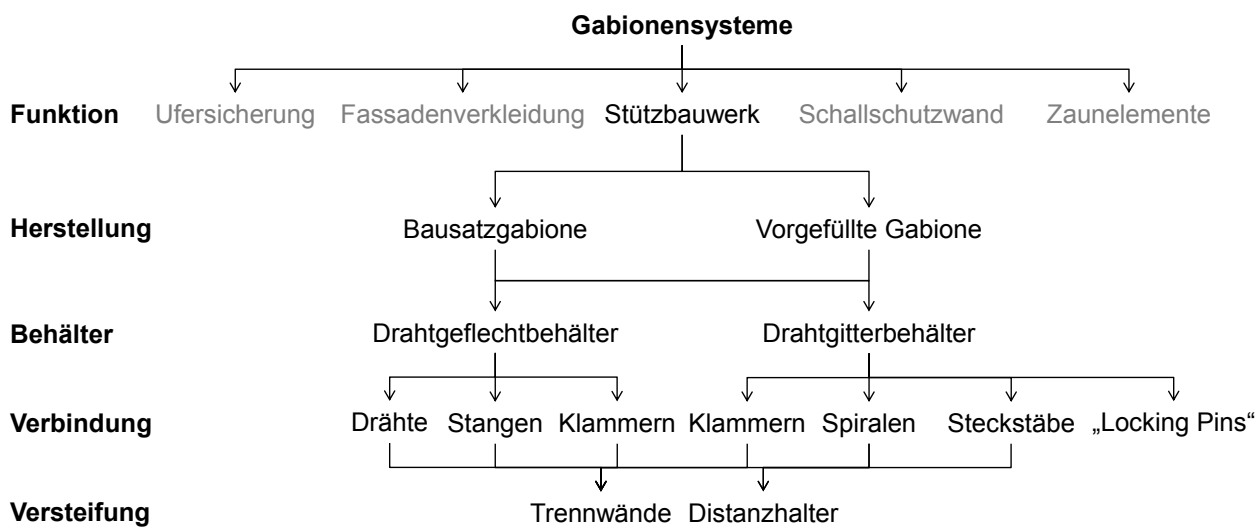 Gabionensysteme
Funktion Ufersicherung Fassadenverkleidung Stützbauwerk Schallschutzwand Zaunelemente
Herstellung Bausatzgabione Vorgefüllte Gabione
Behälter Drahtgeflechtbehälter Drahtgitterbehälter
Verbindung Drähte Stangen Klammern Klammern Spiralen Steckstäbe „Locking Pins“
Versteifung Trennwände Distanzhalter